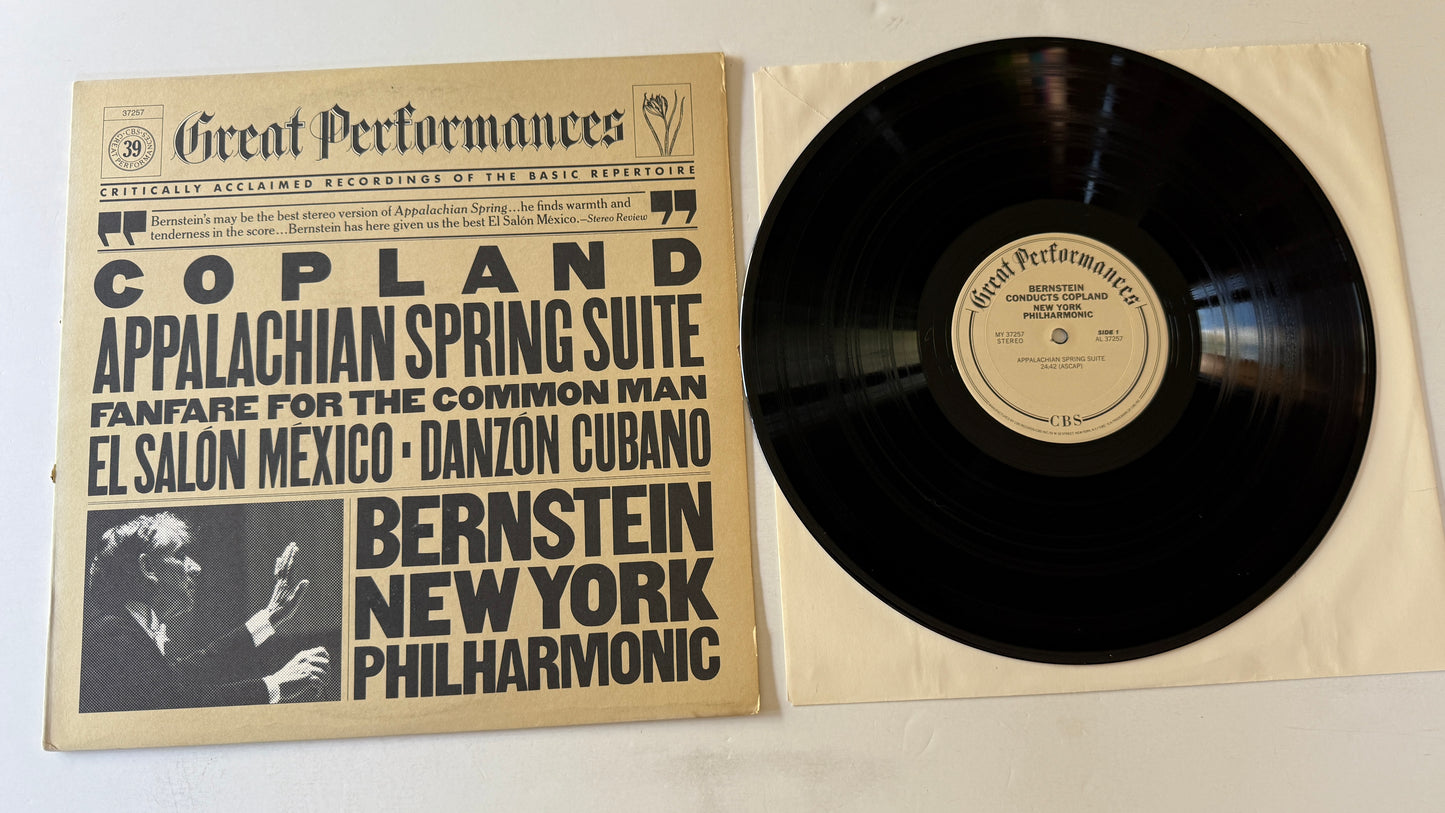 37257
CBS
GREAT PERFORMANCES
39
Great Performances
CRITICALLY ACCLAIMED RECORDINGS OF THE BASIC REPERTOIRE
"Bernstein's may be the best stereo version of Appalachian Spring...he finds warmth and
tenderness in the score...Bernstein has here given us the best El Salón México.—Stereo Review"
COPLAND
APPALACHIAN SPRING SUITE
FANFARE FOR THE COMMON MAN
EL SALÓN MÉXICO · DANZÓN CUBANO
BERNSTEIN
NEW YORK
PHILHARMONIC
Great Performances
BERNSTEIN
CONDUCTS COPLAND
NEW YORK
PHILHARMONIC
MY 37257 SIDE 1
STEREO AL 37257
APPALACHIAN SPRING SUITE
24:42 (ASCAP)
CBS